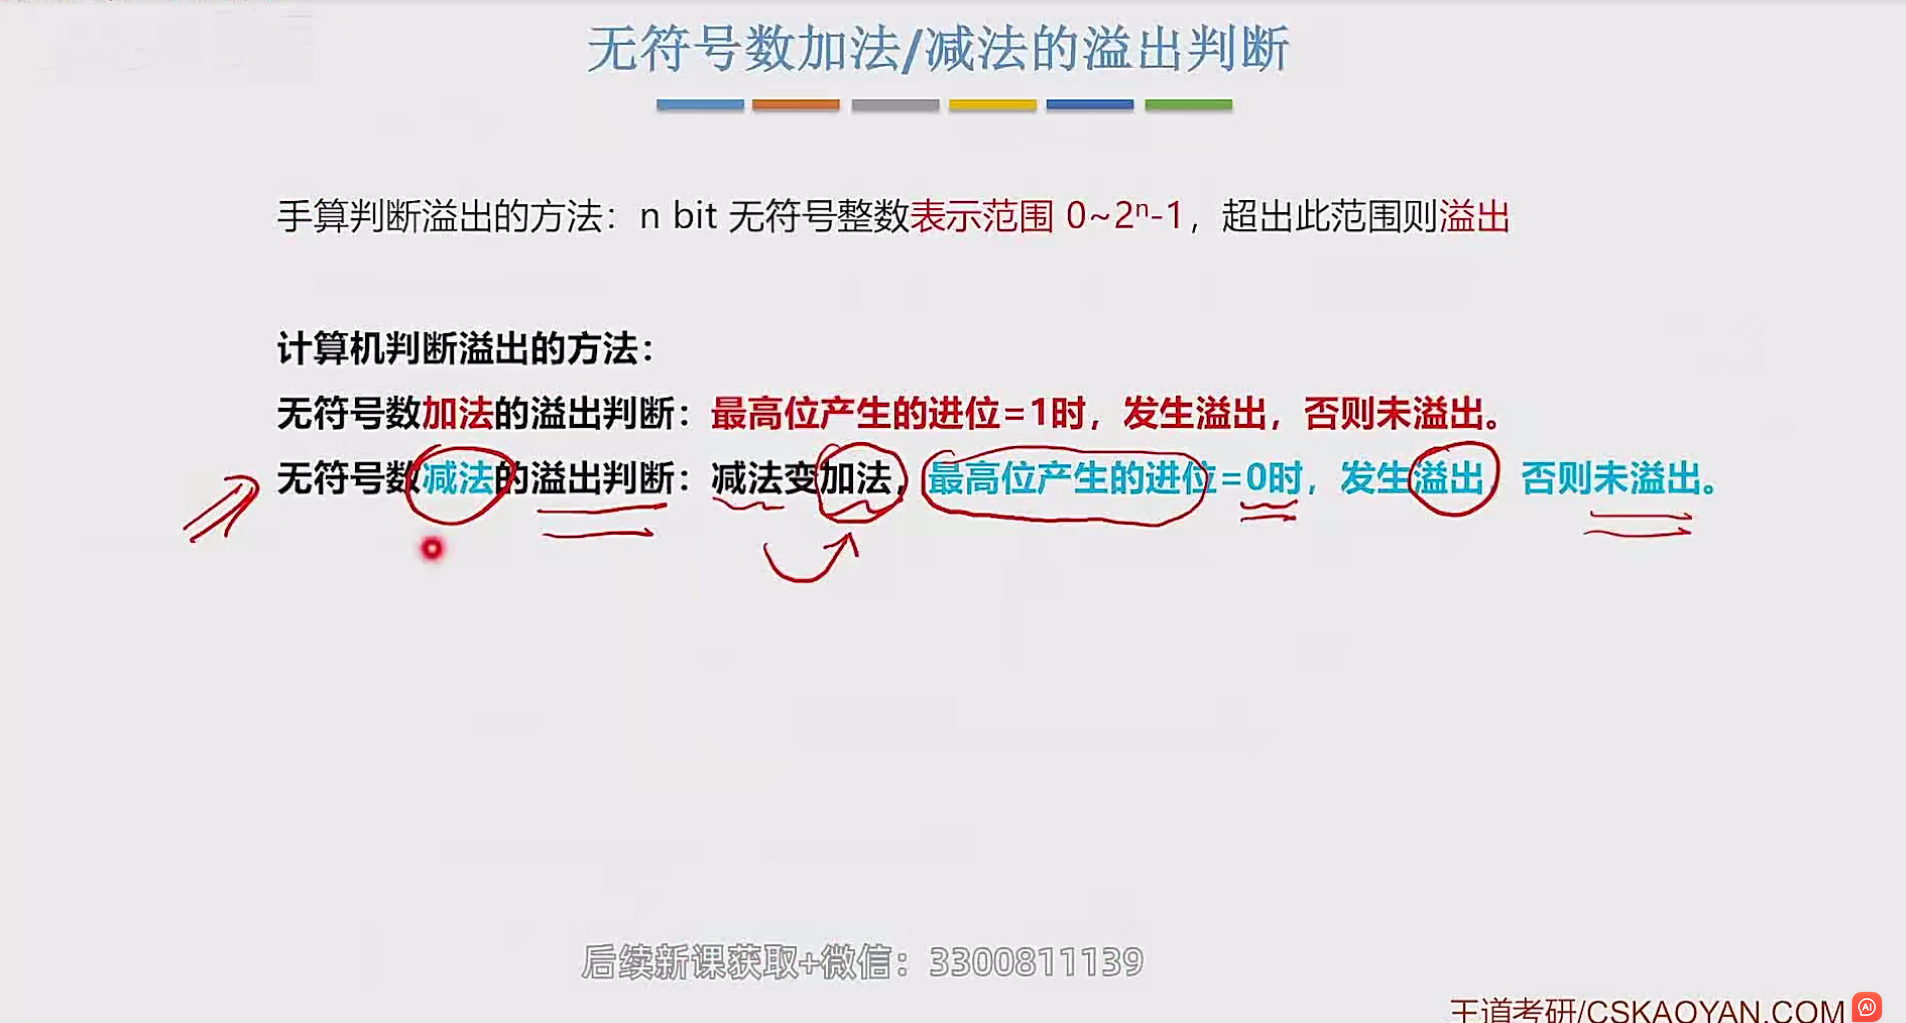 无符号数加法/减法的溢出判断
手算判断溢出的方法：n bit 无符号整数表示范围 0~2ⁿ-1，超出此范围则溢出
计算机判断溢出的方法：
无符号数加法的溢出判断：最高位产生的进位=1时，发生溢出，否则未溢出。
无符号数减法的溢出判断：减法变加法，最高位产生的进位=0时，发生溢出，否则未溢出。
后续新课获取+微信：3300811139
王道考研/CSKAOYAN.COM
AI